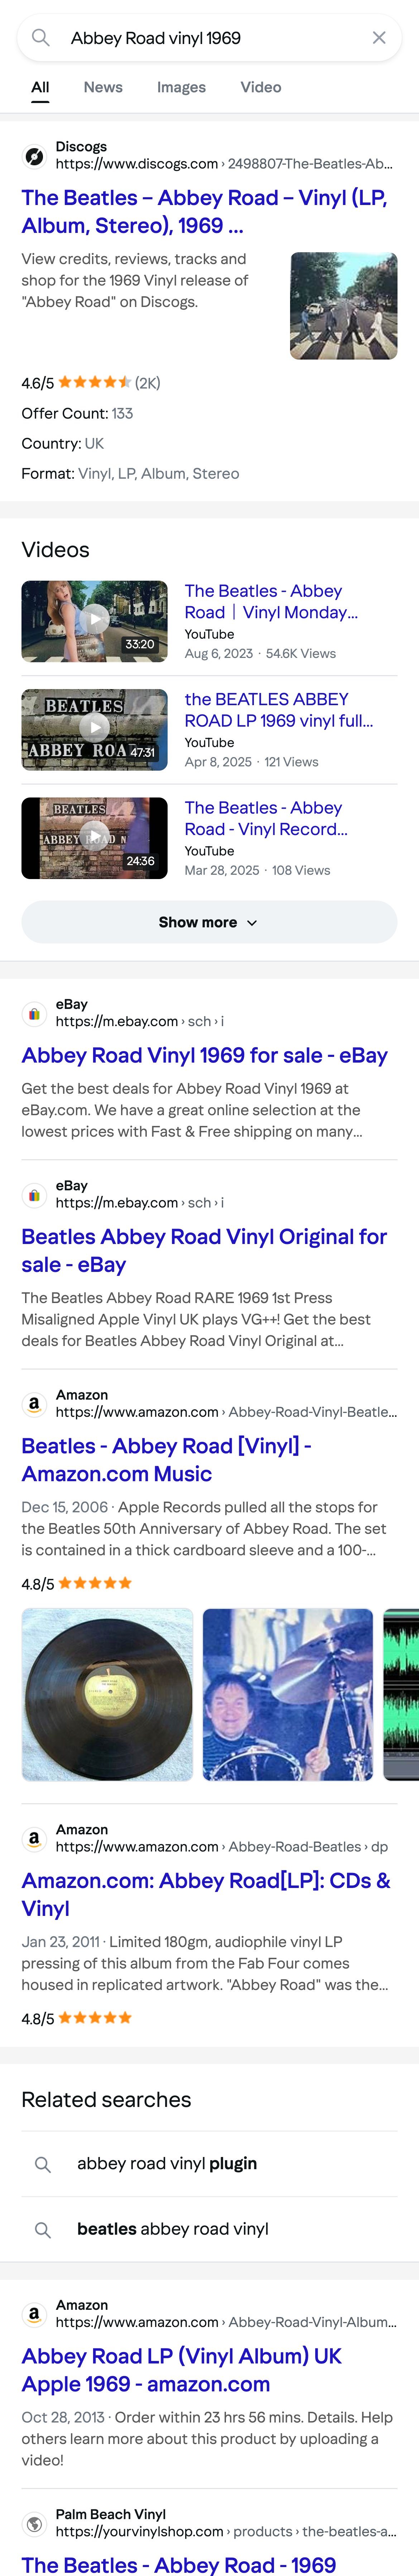 Abbey Road vinyl 1969
All News Images Video
Discogs
https://www.discogs.com › 2498807-The-Beatles-Ab...
The Beatles – Abbey Road – Vinyl (LP,
Album, Stereo), 1969 ...
View credits, reviews, tracks and
shop for the 1969 Vinyl release of
"Abbey Road" on Discogs.
4.6/5 (2K)
Offer Count: 133
Country: UK
Format: Vinyl, LP, Album, Stereo
Videos
33:20
The Beatles - Abbey
Road | Vinyl Monday...
YouTube
Aug 6, 2023 · 54.6K Views
BEATLES
ABBEY ROA
47:31
the BEATLES ABBEY
ROAD LP 1969 vinyl full...
YouTube
Apr 8, 2025 · 121 Views
BEATLES
ABBEY ROAD N
24:36
The Beatles - Abbey
Road - Vinyl Record...
YouTube
Mar 28, 2025 · 108 Views
Show more
eBay
https://m.ebay.com › sch › i
Abbey Road Vinyl 1969 for sale - eBay
Get the best deals for Abbey Road Vinyl 1969 at
eBay.com. We have a great online selection at the
lowest prices with Fast & Free shipping on many...
eBay
https://m.ebay.com › sch › i
Beatles Abbey Road Vinyl Original for
sale - eBay
The Beatles Abbey Road RARE 1969 1st Press
Misaligned Apple Vinyl UK plays VG++! Get the best
deals for Beatles Abbey Road Vinyl Original at...
Amazon
https://www.amazon.com › Abbey-Road-Vinyl-Beatle...
Beatles - Abbey Road [Vinyl] -
Amazon.com Music
Dec 15, 2006 · Apple Records pulled all the stops for
the Beatles 50th Anniversary of Abbey Road. The set
is contained in a thick cardboard sleeve and a 100-...
4.8/5
Amazon
https://www.amazon.com › Abbey-Road-Beatles › dp
Amazon.com: Abbey Road[LP]: CDs &
Vinyl
Jan 23, 2011 · Limited 180gm, audiophile vinyl LP
pressing of this album from the Fab Four comes
housed in replicated artwork. "Abbey Road" was the...
4.8/5
Related searches
abbey road vinyl plugin
beatles abbey road vinyl
Amazon
https://www.amazon.com › Abbey-Road-Vinyl-Album...
Abbey Road LP (Vinyl Album) UK
Apple 1969 - amazon.com
Oct 28, 2013 · Order within 23 hrs 56 mins. Details. Help
others learn more about this product by uploading a
video!
Palm Beach Vinyl
https://yourvinylshop.com › products › the-beatles-a...
The Beatles - Abbey Road - 1969